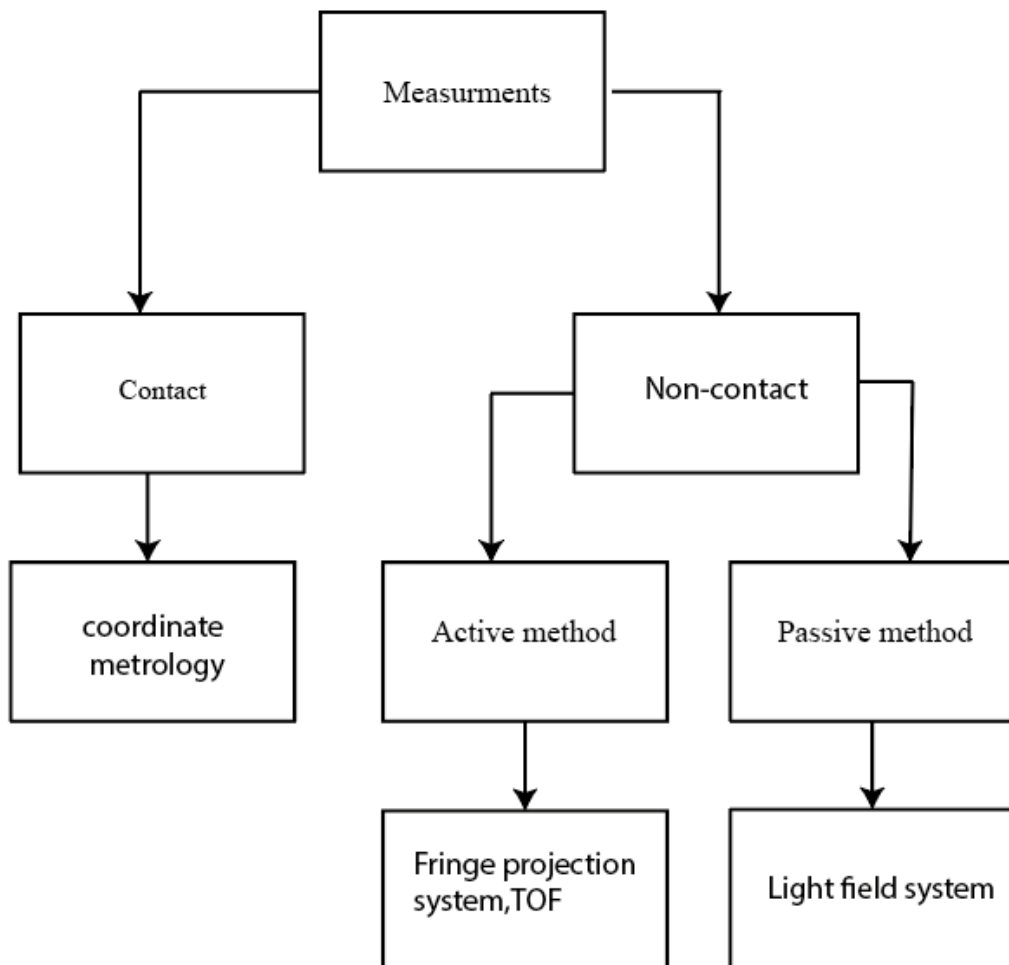 Measurments
Contact
Non-contact
coordinate
metrology
Active method
Passive method
Fringe projection
system,TOF
Light field system